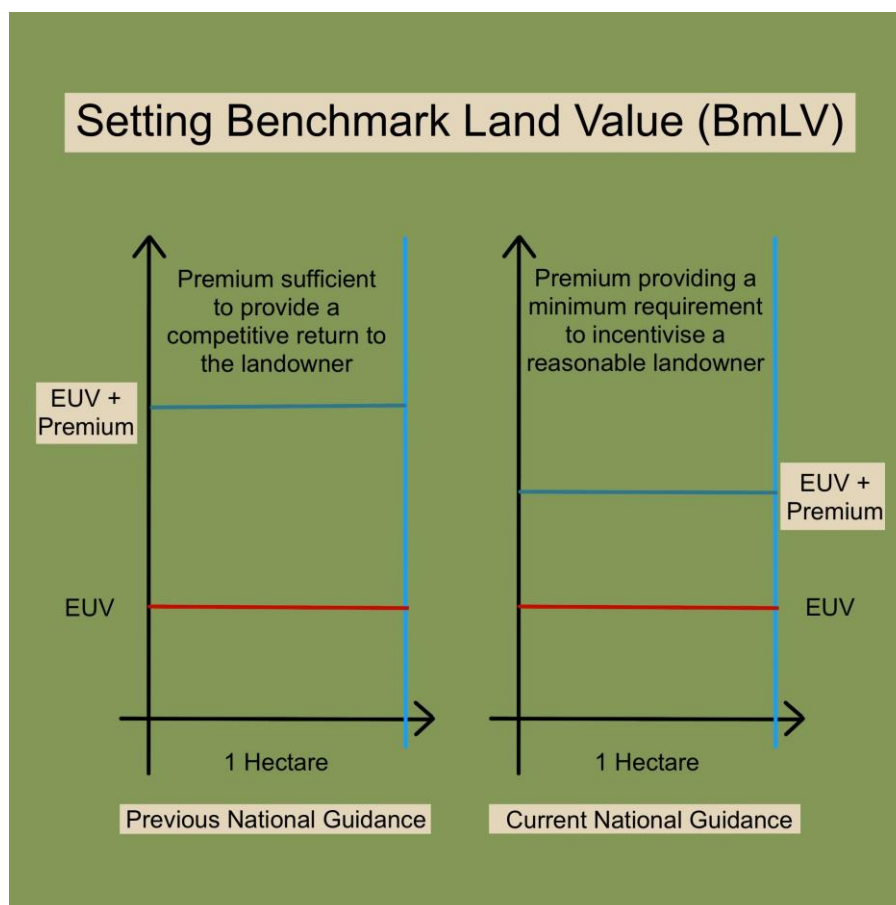 Setting Benchmark Land Value (BmLV)
Premium sufficient
to provide a
competitive return to
the landowner
EUV +
Premium
EUV
1 Hectare
Previous National Guidance
Premium providing a
minimum requirement
to incentivise a
reasonable landowner
EUV +
Premium
EUV
1 Hectare
Current National Guidance